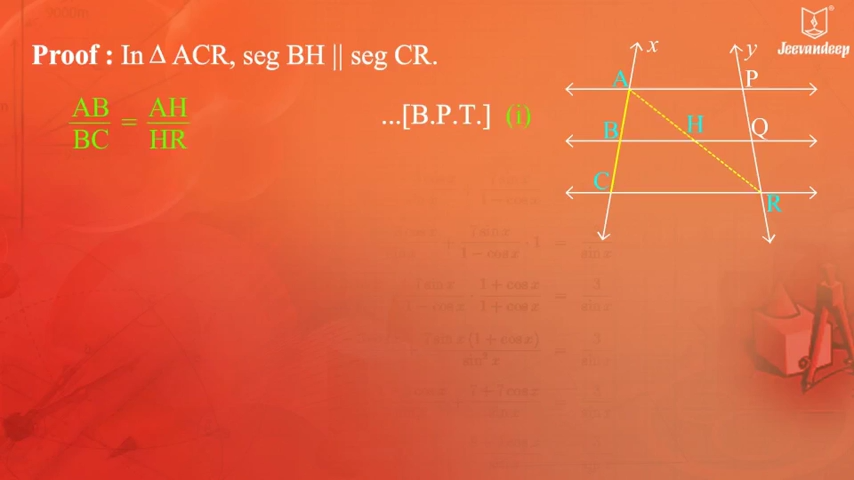 Proof : In Δ ACR, seg BH || seg CR.
AB/BC = AH/HR ...[B.P.T.] (i)
x
y
Jeevandeep
A
P
B
H
Q
C
R